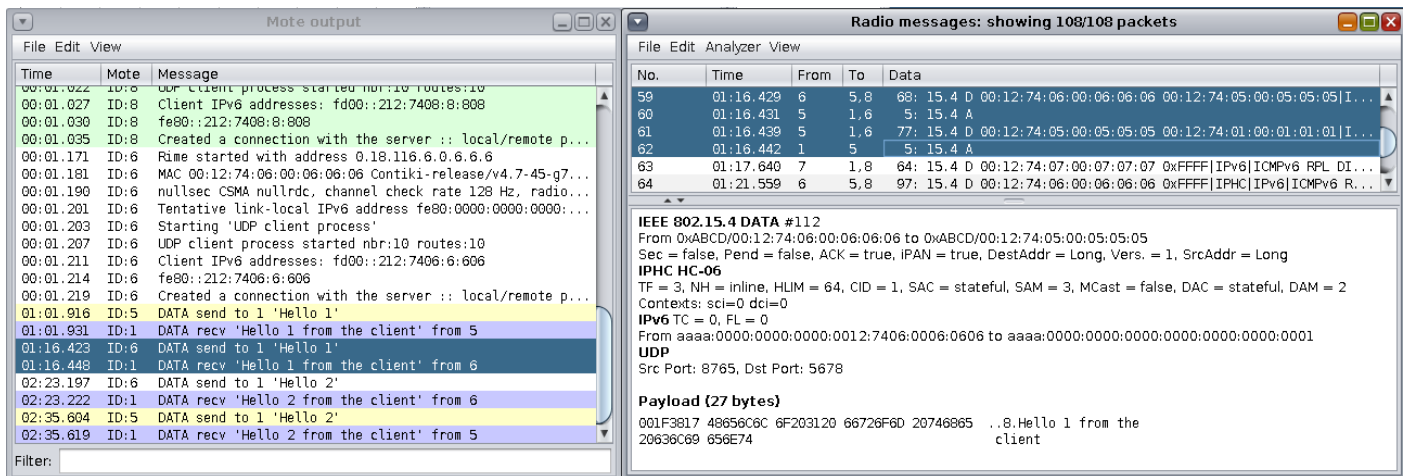 Mote output
File Edit View
Time Mote Message
00:01.022 ID:8 UDP client process started nbr:10 routes:10
00:01.027 ID:8 Client IPv6 addresses: fd00::212:7408:8:808
00:01.030 ID:8 fe80::212:7408:8:808
00:01.035 ID:8 Created a connection with the server :: local/remote p...
00:01.171 ID:6 Rime started with address 0.18.116.6.0.6.6.6
00:01.181 ID:6 MAC 00:12:74:06:00:06:06:06 Contiki-release/v4.7-45-g7...
00:01.190 ID:6 nullsec CSMA nullrdc, channel check rate 128 Hz, radio...
00:01.201 ID:6 Tentative link-local IPv6 address fe80:0000:0000:0000:...
00:01.203 ID:6 Starting 'UDP client process'
00:01.207 ID:6 UDP client process started nbr:10 routes:10
00:01.211 ID:6 Client IPv6 addresses: fd00::212:7406:6:606
00:01.214 ID:6 fe80::212:7406:6:606
00:01.219 ID:6 Created a connection with the server :: local/remote p...
01:01.916 ID:5 DATA send to 1 'Hello 1'
01:01.931 ID:1 DATA recv 'Hello 1 from the client' from 5
01:16.423 ID:6 DATA send to 1 'Hello 1'
01:16.448 ID:1 DATA recv 'Hello 1 from the client' from 6
02:23.197 ID:6 DATA send to 1 'Hello 2'
02:23.222 ID:1 DATA recv 'Hello 2 from the client' from 6
02:35.604 ID:5 DATA send to 1 'Hello 2'
02:35.619 ID:1 DATA recv 'Hello 2 from the client' from 5
Filter:
Radio messages: showing 108/108 packets
File Edit Analyzer View
No. Time From To Data
59 01:16.429 6 5,8 68: 15.4 D 00:12:74:06:00:06:06:06 00:12:74:05:00:05:05:05|I...
60 01:16.431 5 1,6 5: 15.4 A
61 01:16.439 5 1,6 77: 15.4 D 00:12:74:05:00:05:05:05 00:12:74:01:00:01:01:01|I...
62 01:16.442 1 5 5: 15.4 A
63 01:17.640 7 1,8 64: 15.4 D 00:12:74:07:00:07:07:07 0xFFFF|IPv6|ICMPv6 RPL DI...
64 01:21.559 6 5,8 97: 15.4 D 00:12:74:06:00:06:06:06 0xFFFF|IPHC|IPv6|ICMPv6 R...
IEEE 802.15.4 DATA #112
From 0xABCD/00:12:74:06:00:06:06:06 to 0xABCD/00:12:74:05:00:05:05:05
Sec = false, Pend = false, ACK = true, iPAN = true, DestAddr = Long, Vers. = 1, SrcAddr = Long
IPHC HC-06
TF = 3, NH = inline, HLIM = 64, CID = 1, SAC = stateful, SAM = 3, MCast = false, DAC = stateful, DAM = 2
Contexts: sci=0 dci=0
IPv6 TC = 0, FL = 0
From aaaa:0000:0000:0000:0012:7406:0006:0606 to aaaa:0000:0000:0000:0000:0000:0000:0001
UDP
Src Port: 8765, Dst Port: 5678
Payload (27 bytes)
001F3817 48656C6C 6F203120 66726F6D 20746865 ..8.Hello 1 from the
20636C69 656E74 client